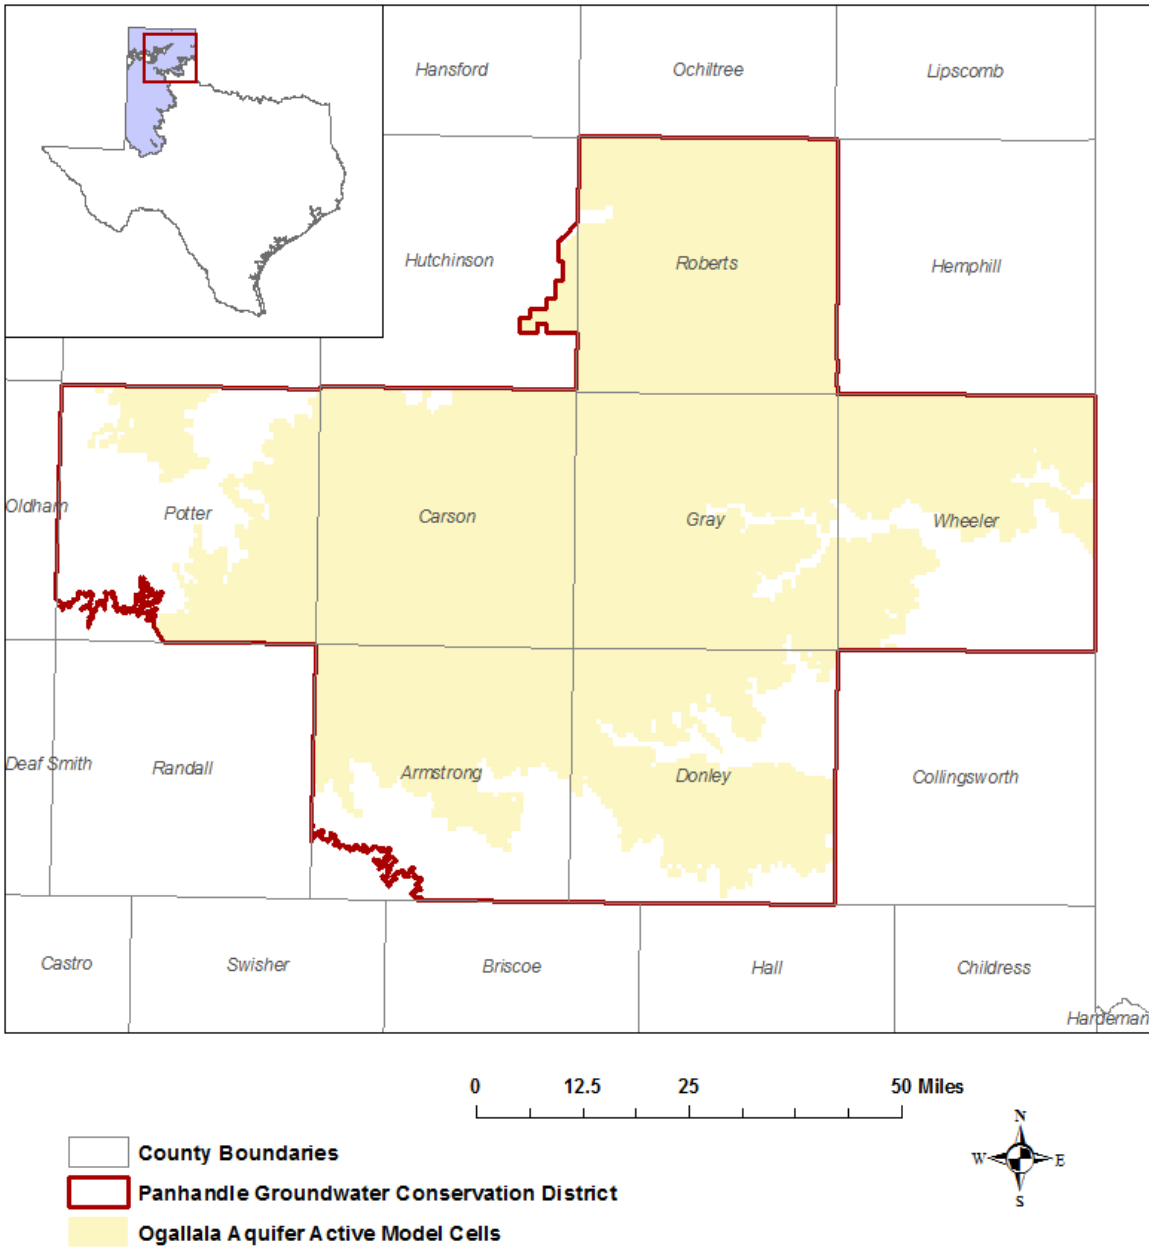 Hansford
Ochiltree
Lipscomb
Hutchinson
Roberts
Hemphill
Oldham
Potter
Carson
Gray
Wheeler
Deaf Smith
Randall
Armstrong
Donley
Collingsworth
Castro
Swisher
Briscoe
Hall
Childress
Hardeman
0 12.5 25 50 Miles
N
W E
S
County Boundaries
Panhandle Groundwater Conservation District
Ogallala Aquifer Active Model Cells